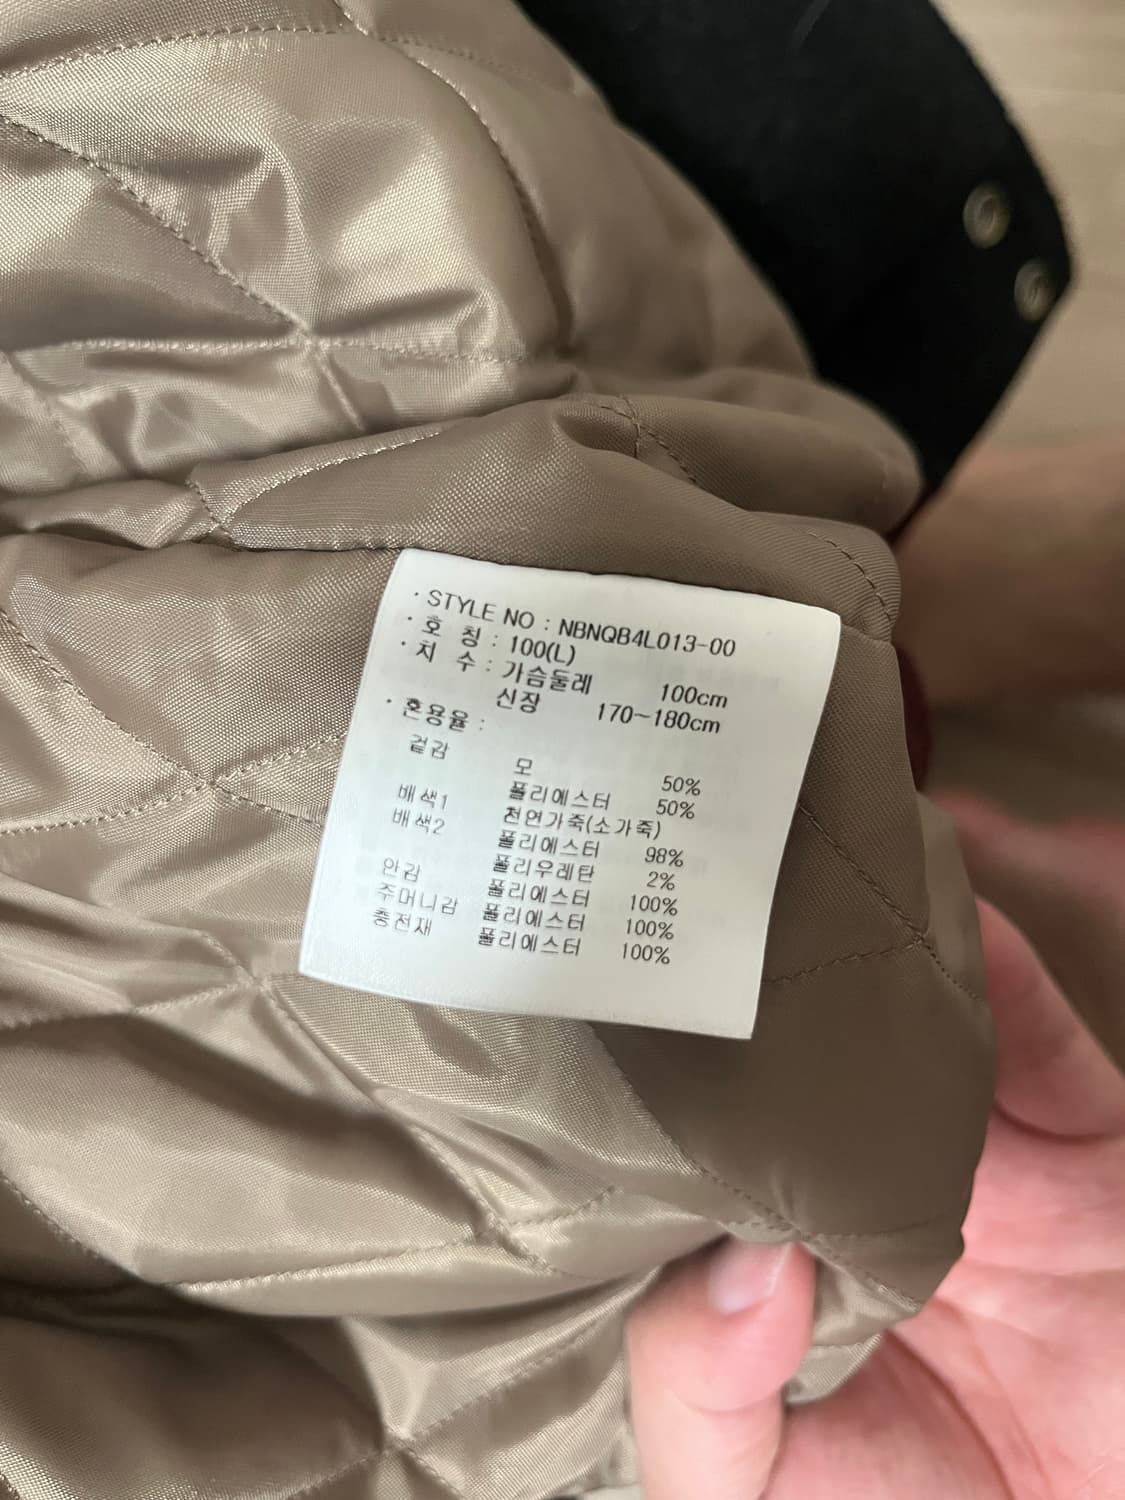 · STYLE NO : NBNQB4L013-00
· 호 칭 : 100(L)
· 치 수 : 가슴둘레 100cm
신장 170~180cm
· 혼용율 :
겉감 모 50%
폴리에스터 50%
배색1 천연가죽(소가죽)
배색2 폴리에스터 98%
폴리우레탄 2%
안감 폴리에스터 100%
주머니감 폴리에스터 100%
충전재 폴리에스터 100%